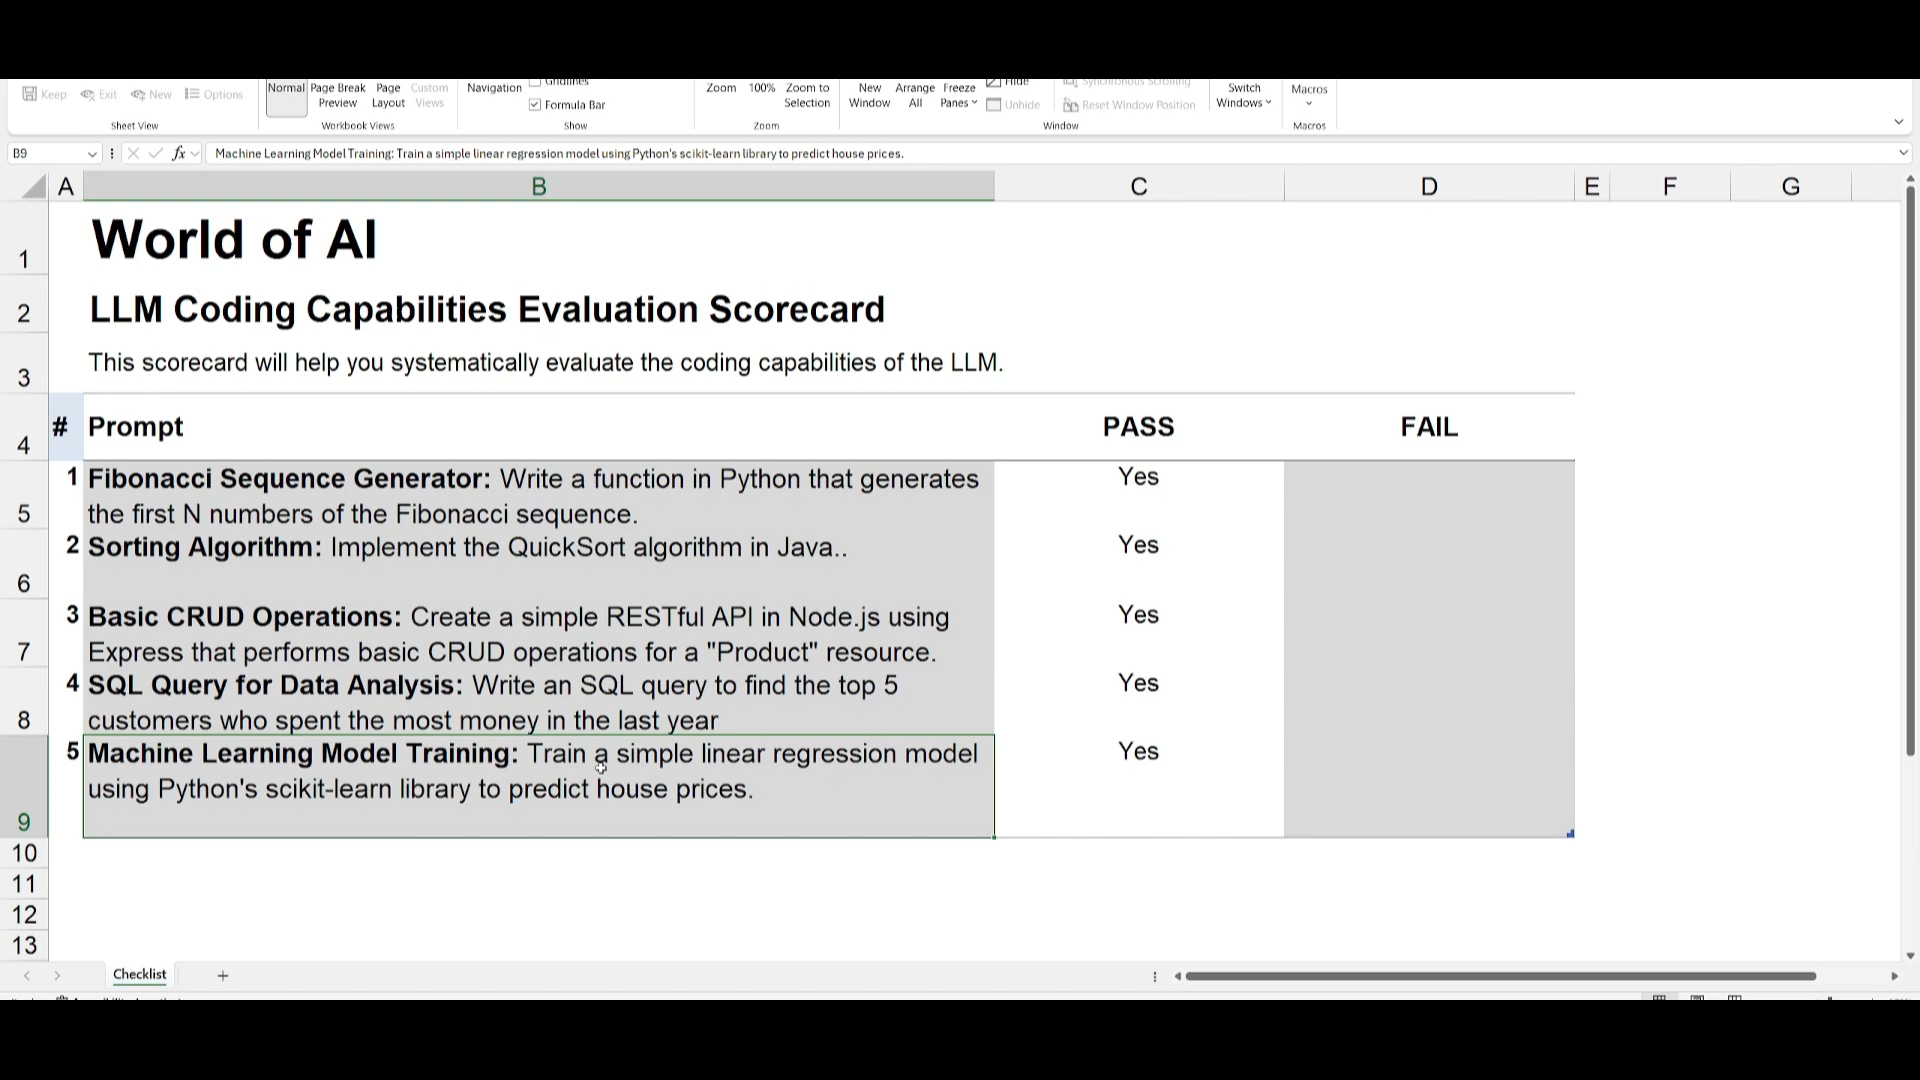 Keep Exit New Options
Sheet View
Normal Page Break Preview Page Layout Custom Views
Workbook Views
Navigation Gridlines
Formula Bar
Show
Zoom 100% Zoom to Selection
Zoom
New Window Arrange All Freeze Panes Hide Unhide
Synchronous Scrolling
Reset Window Position
Switch Windows
Window
Macros
Macros
B9 fx Machine Learning Model Training: Train a simple linear regression model using Python's scikit-learn library to predict house prices.
A B C D E F G
1 World of AI
2 LLM Coding Capabilities Evaluation Scorecard
3 This scorecard will help you systematically evaluate the coding capabilities of the LLM.
4 # Prompt PASS FAIL
1 Fibonacci Sequence Generator: Write a function in Python that generates Yes
5 the first N numbers of the Fibonacci sequence.
2 Sorting Algorithm: Implement the QuickSort algorithm in Java.. Yes
6
3 Basic CRUD Operations: Create a simple RESTful API in Node.js using Yes
7 Express that performs basic CRUD operations for a "Product" resource.
4 SQL Query for Data Analysis: Write an SQL query to find the top 5 Yes
8 customers who spent the most money in the last year
5 Machine Learning Model Training: Train a simple linear regression model Yes
using Python's scikit-learn library to predict house prices.
9
10
11
12
13
Checklist